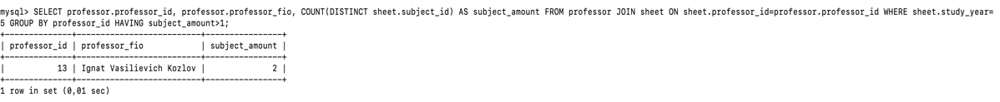 mysql> SELECT professor.professor_id, professor.professor_fio, COUNT(DISTINCT sheet.subject_id) AS subject_amount FROM professor JOIN sheet ON sheet.professor_id=professor.professor_id WHERE sheet.study_year=
5 GROUP BY professor_id HAVING subject_amount>1;
+--------------+--------------------------+----------------+
| professor_id | professor_fio            | subject_amount |
+--------------+--------------------------+----------------+
|           13 | Ignat Vasilievich Kozlov |              2 |
+--------------+--------------------------+----------------+
1 row in set (0,01 sec)